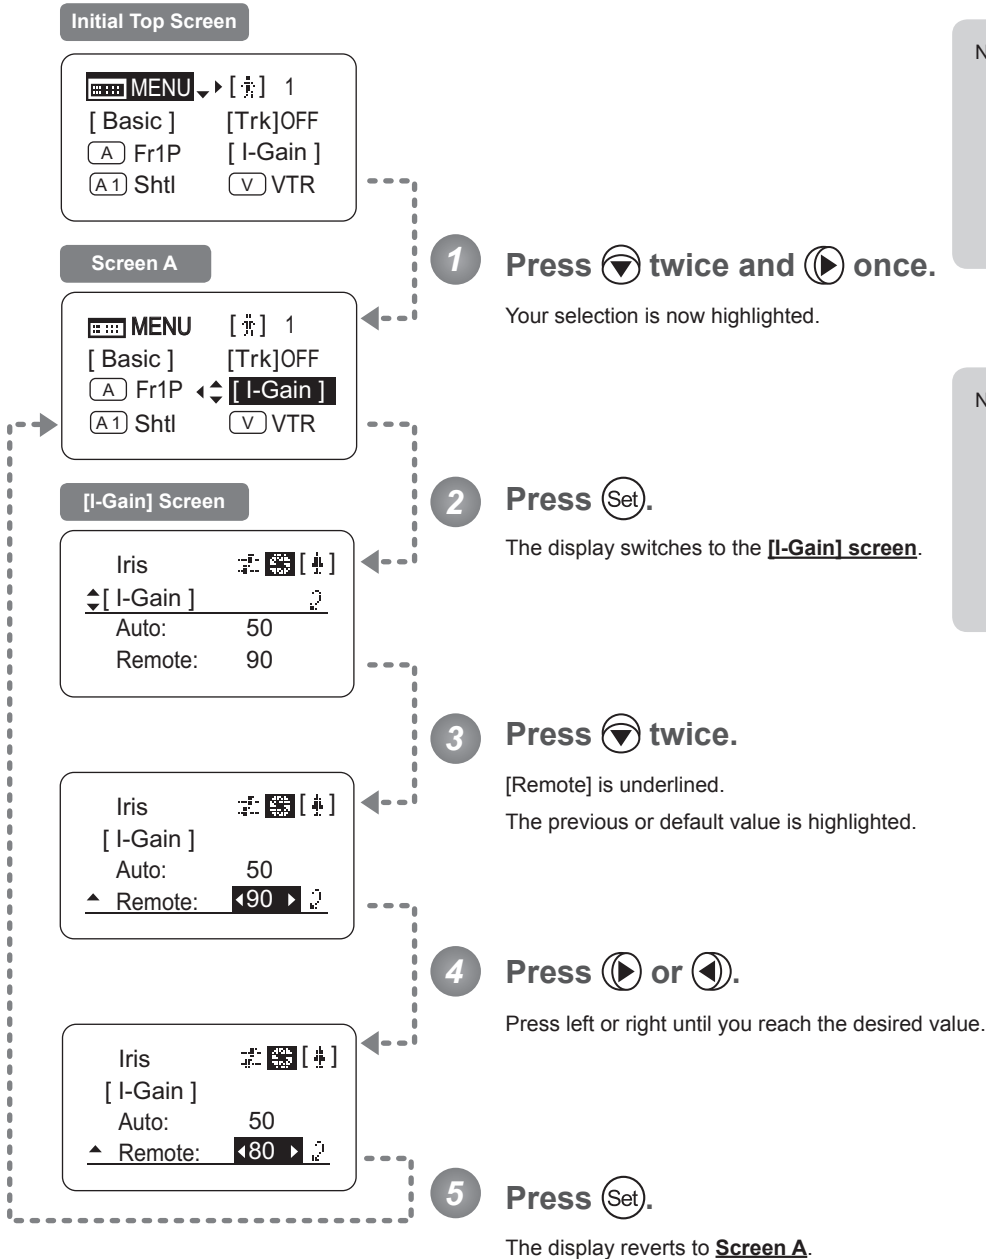 Initial Top Screen
MENU [ ] 1
[ Basic ] [Trk]OFF
A Fr1P [ I-Gain ]
A 1 Shtl V VTR
Screen A
1 Press twice and once.
Your selection is now highlighted.
MENU [ ] 1
[ Basic ] [Trk]OFF
A Fr1P [ I-Gain ]
A 1 Shtl V VTR
[I-Gain] Screen
2 Press Set.
The display switches to the [I-Gain] screen.
Iris [ ]
[ I-Gain ]
Auto: 50
Remote: 90
3 Press twice.
[Remote] is underlined.
The previous or default value is highlighted.
Iris [ ]
[ I-Gain ]
Auto: 50
Remote: 90
4 Press or .
Press left or right until you reach the desired value.
Iris [ ]
[ I-Gain ]
Auto: 50
Remote: 80
5 Press Set.
The display reverts to Screen A.